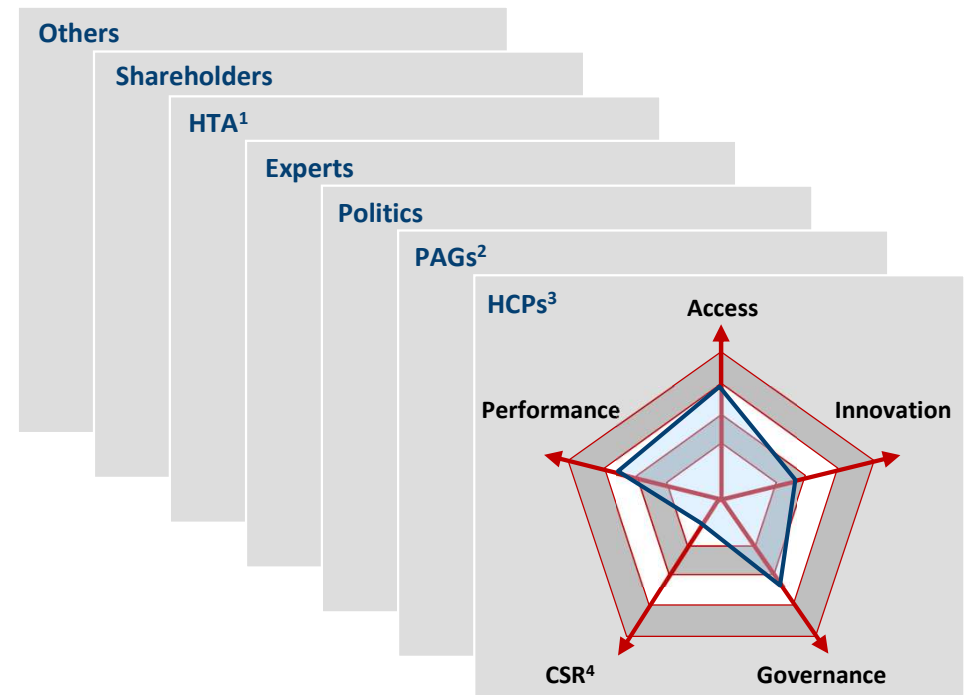 Others
Shareholders
HTA¹
Experts
Politics
PAGs²
HCPs³
Access
Performance
Innovation
CSR⁴
Governance